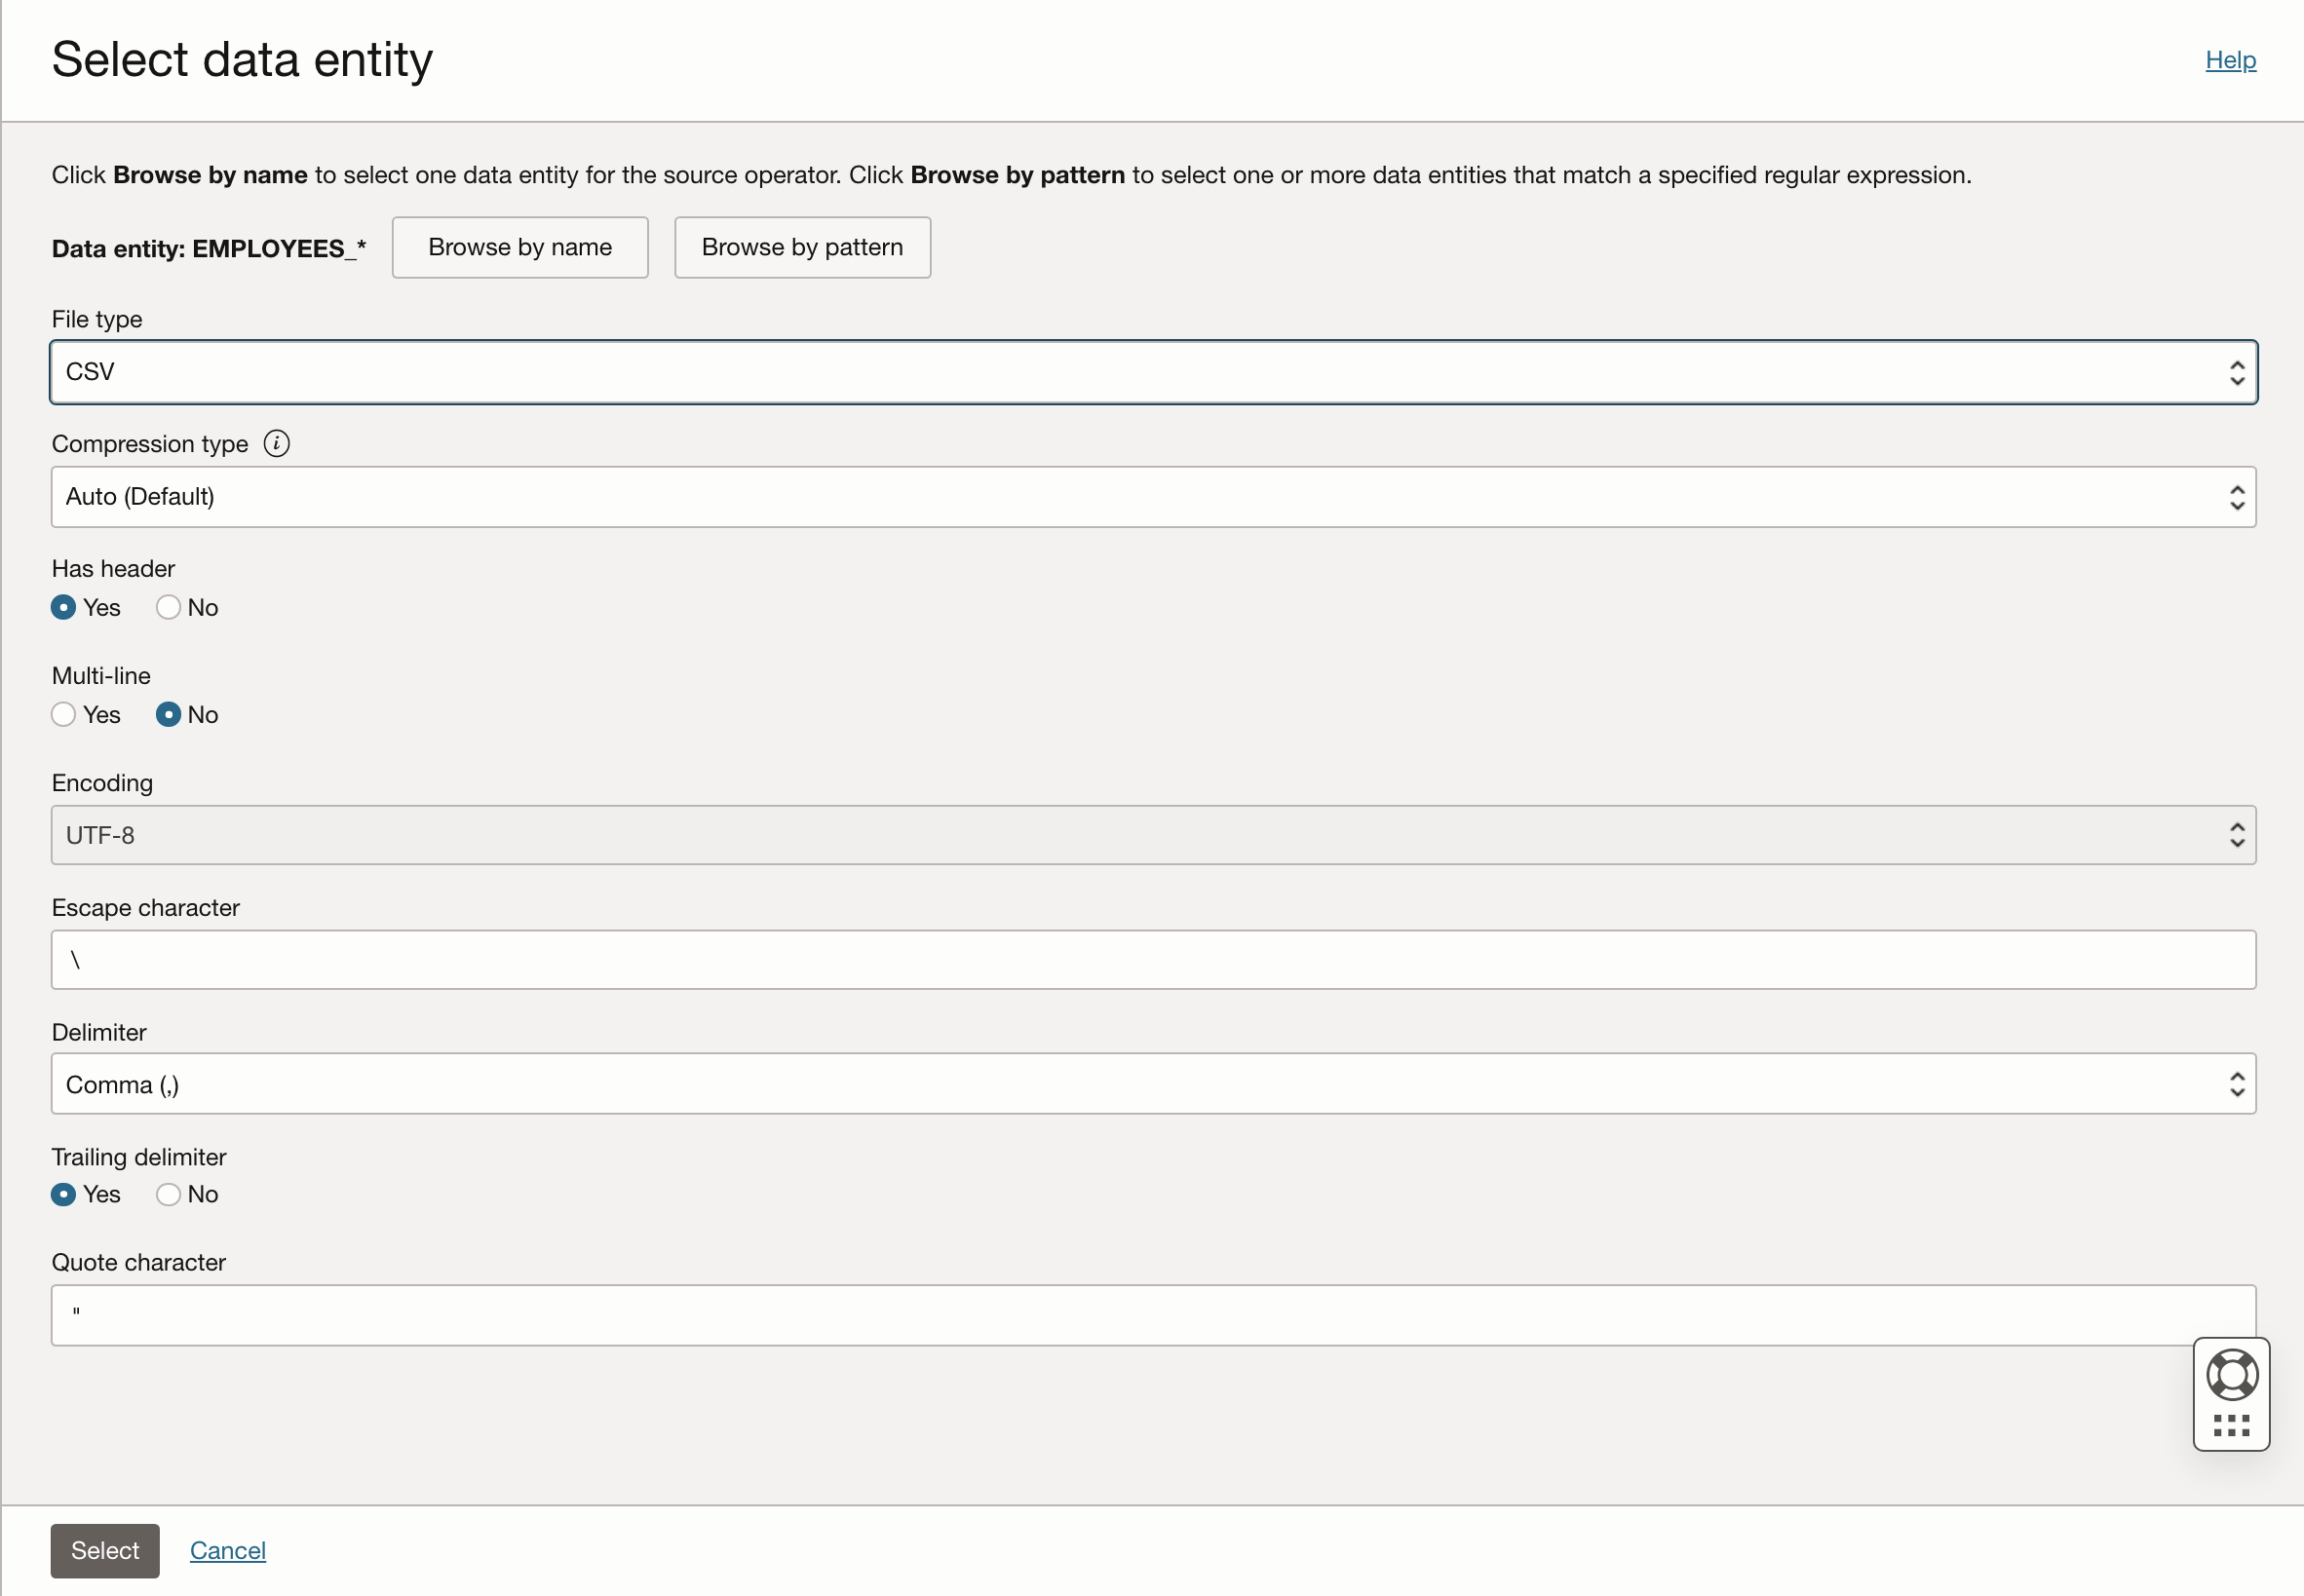 Select data entity
Help
Click Browse by name to select one data entity for the source operator. Click Browse by pattern to select one or more data entities that match a specified regular expression.
Data entity: EMPLOYEES_* Browse by name Browse by pattern
File type
CSV
Compression type i
Auto (Default)
Has header
Yes No
Multi-line
Yes No
Encoding
UTF-8
Escape character
\
Delimiter
Comma (,)
Trailing delimiter
Yes No
Quote character
"
Select Cancel